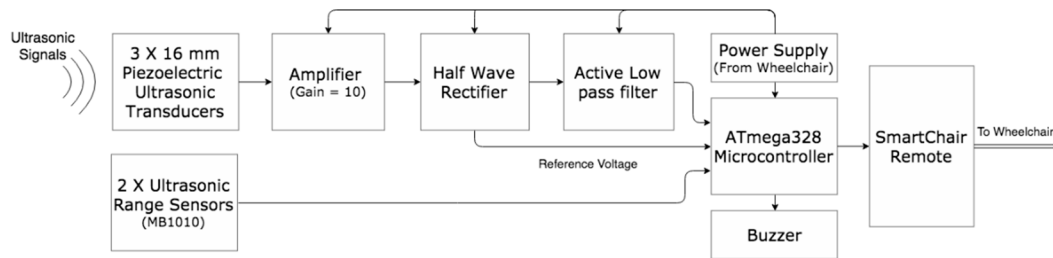 Ultrasonic
Signals
3 X 16 mm
Piezoelectric
Ultrasonic
Transducers
Amplifier
(Gain = 10)
Half Wave
Rectifier
Active Low
pass filter
Power Supply
(From Wheelchair)
ATmega328
Microcontroller
SmartChair
Remote
To Wheelchair
Reference Voltage
2 X Ultrasonic
Range Sensors
(MB1010)
Buzzer